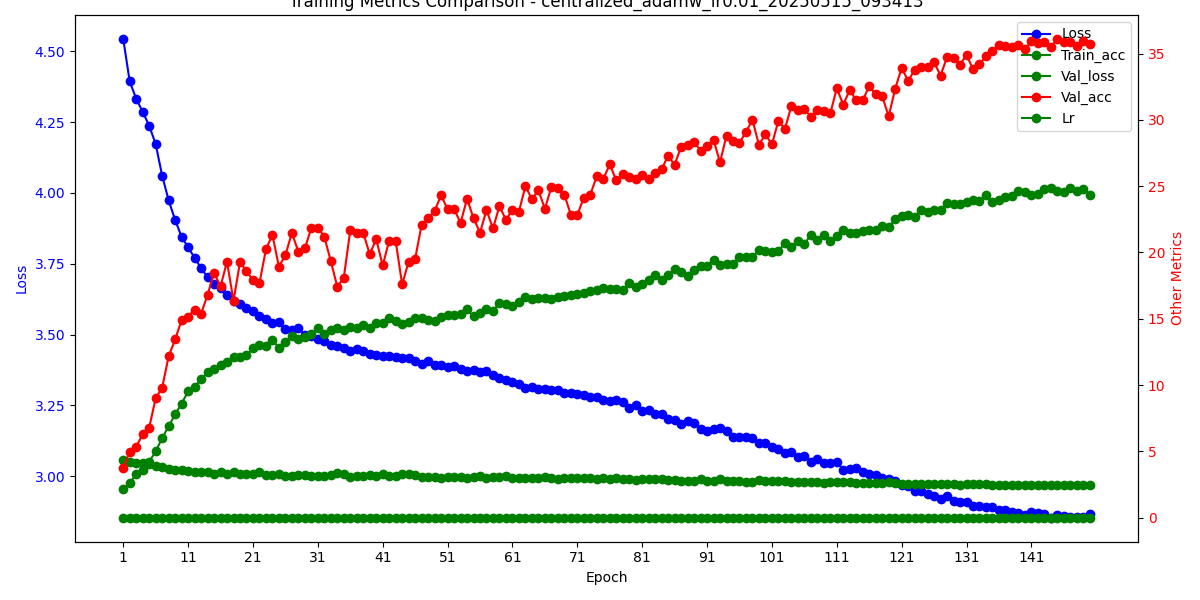 Training Metrics Comparison - centralized_adamw_lr0.01_20250515_093413
Loss
Train_acc
Val_loss
Val_acc
Lr
4.50
4.25
4.00
3.75
3.50
3.25
3.00
Loss
35
30
25
20
15
10
5
0
Other Metrics
1 11 21 31 41 51 61 71 81 91 101 111 121 131 141
Epoch